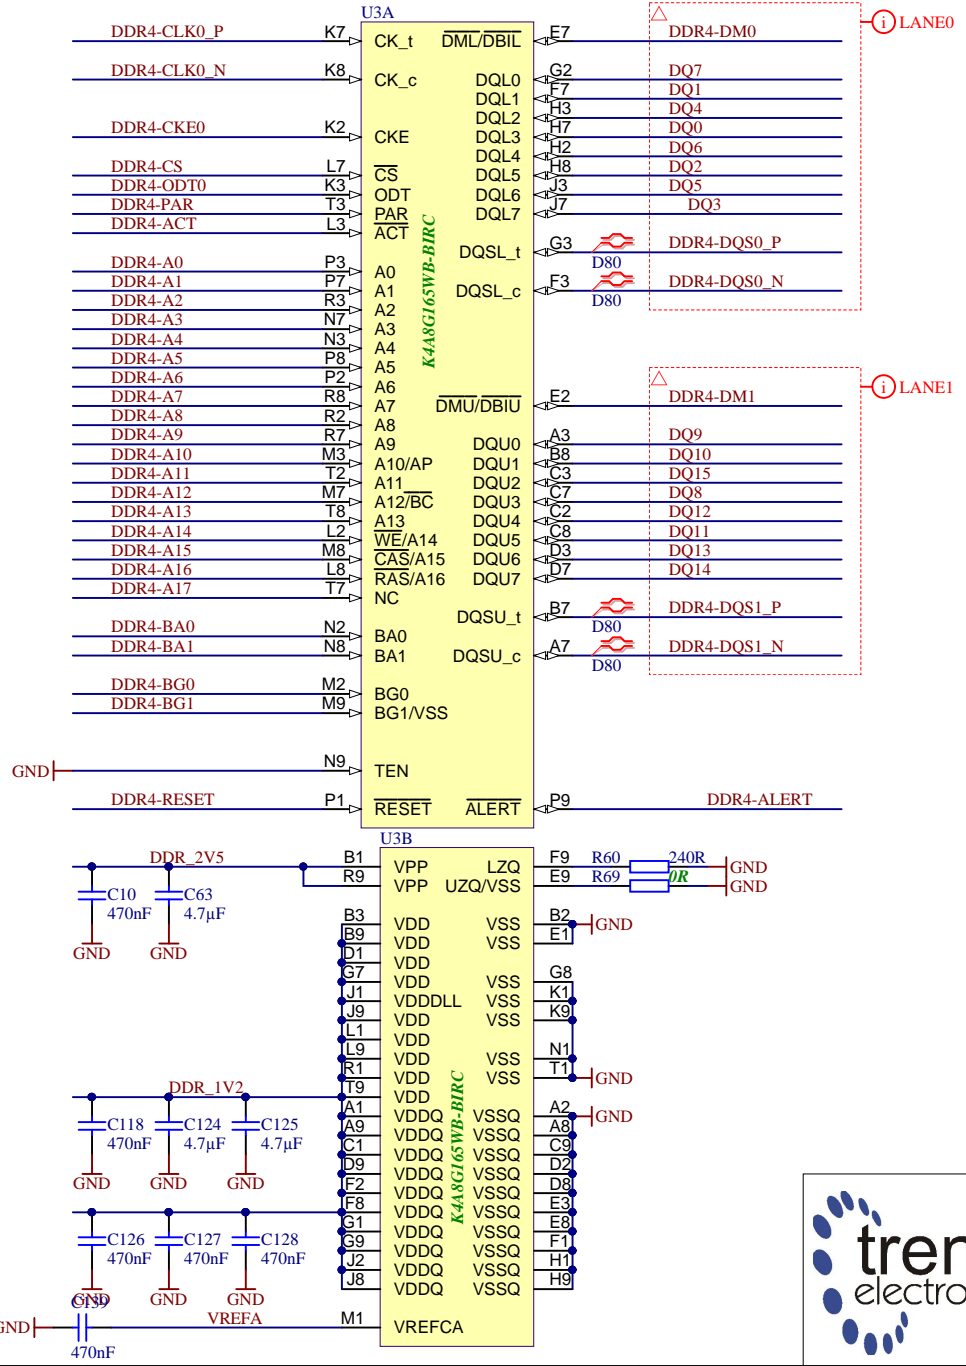 U3A
DDR4-CLK0_P K7 CK_t DML/DBIL E7 DDR4-DM0
LANE0
DDR4-CLK0_N K8 CK_c DQL0 G2 DQ7
DQL1 F7 DQ1
DQL2 H3 DQ4
DDR4-CKE0 K2 CKE DQL3 H7 DQ0
DQL4 H2 DQ6
DDR4-CS L7 CS DQL5 H8 DQ2
DDR4-ODT0 K3 ODT DQL6 J3 DQ5
DDR4-PAR T3 PAR DQL7 J7 DQ3
DDR4-ACT L3 ACT
DQSL_t G3 DDR4-DQS0_P
D80
DDR4-A0 P3 A0
DDR4-A1 P7 A1 DQSL_c F3 DDR4-DQS0_N
D80
DDR4-A2 R3 A2
DDR4-A3 N7 A3
DDR4-A4 N3 A4
DDR4-A5 P8 A5
DDR4-A6 P2 A6
DDR4-A7 R8 A7 DMU/DBIU E2 DDR4-DM1
LANE1
DDR4-A8 R2 A8
DDR4-A9 R7 A9 DQU0 A3 DQ9
DDR4-A10 M3 A10/AP DQU1 B8 DQ10
DDR4-A11 T2 A11 DQU2 C3 DQ15
DDR4-A12 M7 A12/BC DQU3 C7 DQ8
DDR4-A13 T8 A13 DQU4 C2 DQ12
DDR4-A14 L2 WE/A14 DQU5 C8 DQ11
DDR4-A15 M8 CAS/A15 DQU6 D3 DQ13
DDR4-A16 L8 RAS/A16 DQU7 D7 DQ14
DDR4-A17 T7 NC
DQSU_t B7 DDR4-DQS1_P
D80
DDR4-BA0 N2 BA0
DDR4-BA1 N8 BA1 DQSU_c A7 DDR4-DQS1_N
D80
DDR4-BG0 M2 BG0
DDR4-BG1 M9 BG1/VSS
GND N9 TEN
DDR4-RESET P1 RESET ALERT P9 DDR4-ALERT
K4A8G165WB-BIRC
U3B
DDR_2V5 B1 VPP LZQ F9 R60 240R GND
R9 VPP UZQ/VSS E9 R69 0R GND
C10 C63
470nF 4.7µF
GND GND
B3 VDD VSS B2 GND
B9 VDD VSS E1
D1 VDD
G7 VDD VSS G8
J1 VDDDLL VSS K1
J9 VDD VSS K9
L1 VDD
L9 VDD VSS N1
R1 VDD VSS T1 GND
DDR_1V2 T9 VDD
A1 VDDQ VSSQ A2 GND
C118 C124 C125
470nF 4.7µF 4.7µF
GND GND GND
A9 VDDQ VSSQ A8
C1 VDDQ VSSQ C9
D9 VDDQ VSSQ D2
F2 VDDQ VSSQ D8
F8 VDDQ VSSQ E3
G1 VDDQ VSSQ E8
G9 VDDQ VSSQ F1
J2 VDDQ VSSQ H1
J8 VDDQ VSSQ H9
K4A8G165WB-BIRC
C126 C127 C128
470nF 470nF 470nF
GND GND GND
C139
GND VREFA M1 VREFCA
470nF
tren
electro